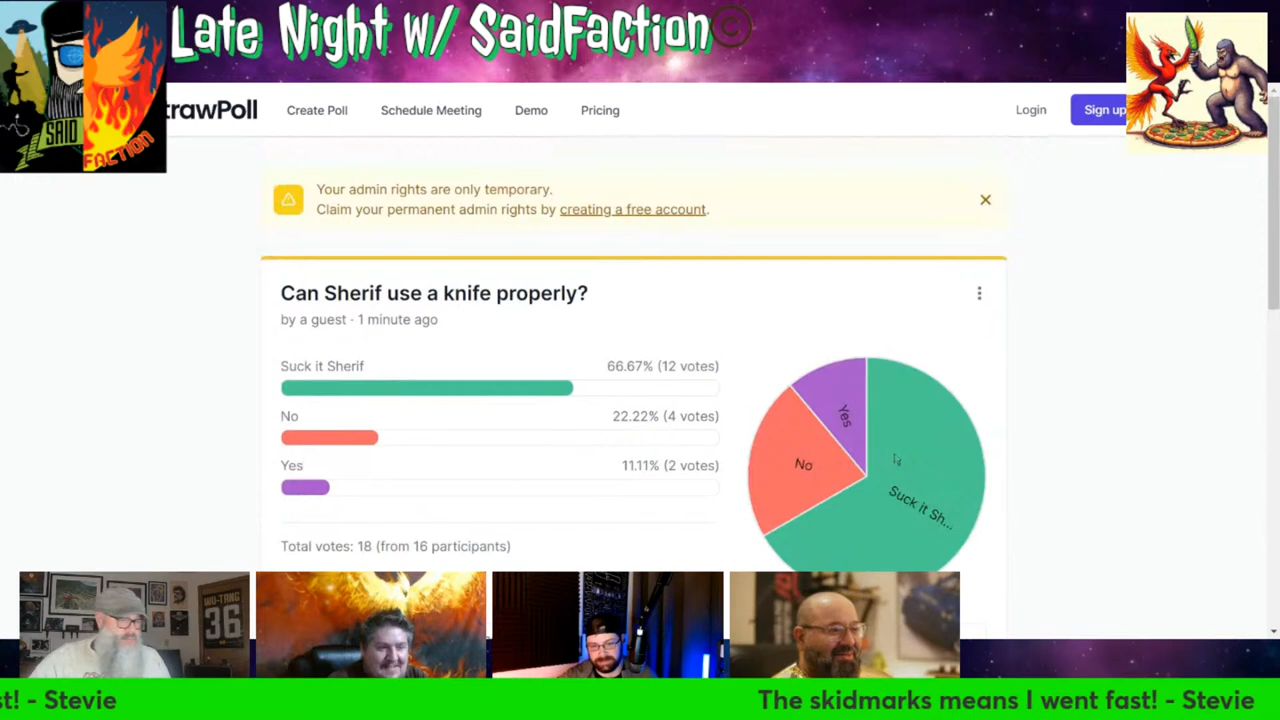 Late Night w/ SaidFaction©
SAID
FACTION
trawPoll
Create Poll
Schedule Meeting
Demo
Pricing
Login
Sign up
Your admin rights are only temporary.
Claim your permanent admin rights by creating a free account.
Can Sherif use a knife properly?
by a guest · 1 minute ago
Suck it Sherif
66.67% (12 votes)
No
22.22% (4 votes)
Yes
11.11% (2 votes)
Total votes: 18 (from 16 participants)
Yes
No
Suck it Sh...
WU-TANG
36
st! - Stevie
The skidmarks means I went fast! - Stevie